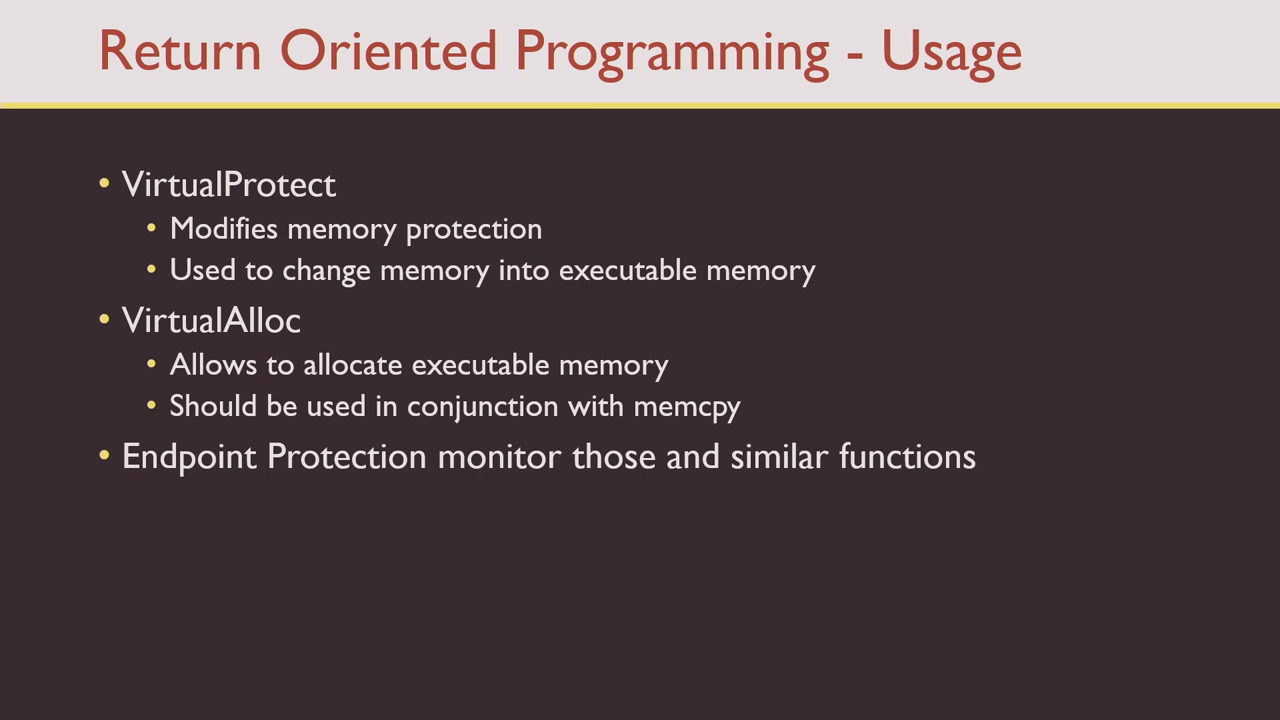 Return Oriented Programming - Usage
• VirtualProtect
• Modifies memory protection
• Used to change memory into executable memory
• VirtualAlloc
• Allows to allocate executable memory
• Should be used in conjunction with memcpy
• Endpoint Protection monitor those and similar functions